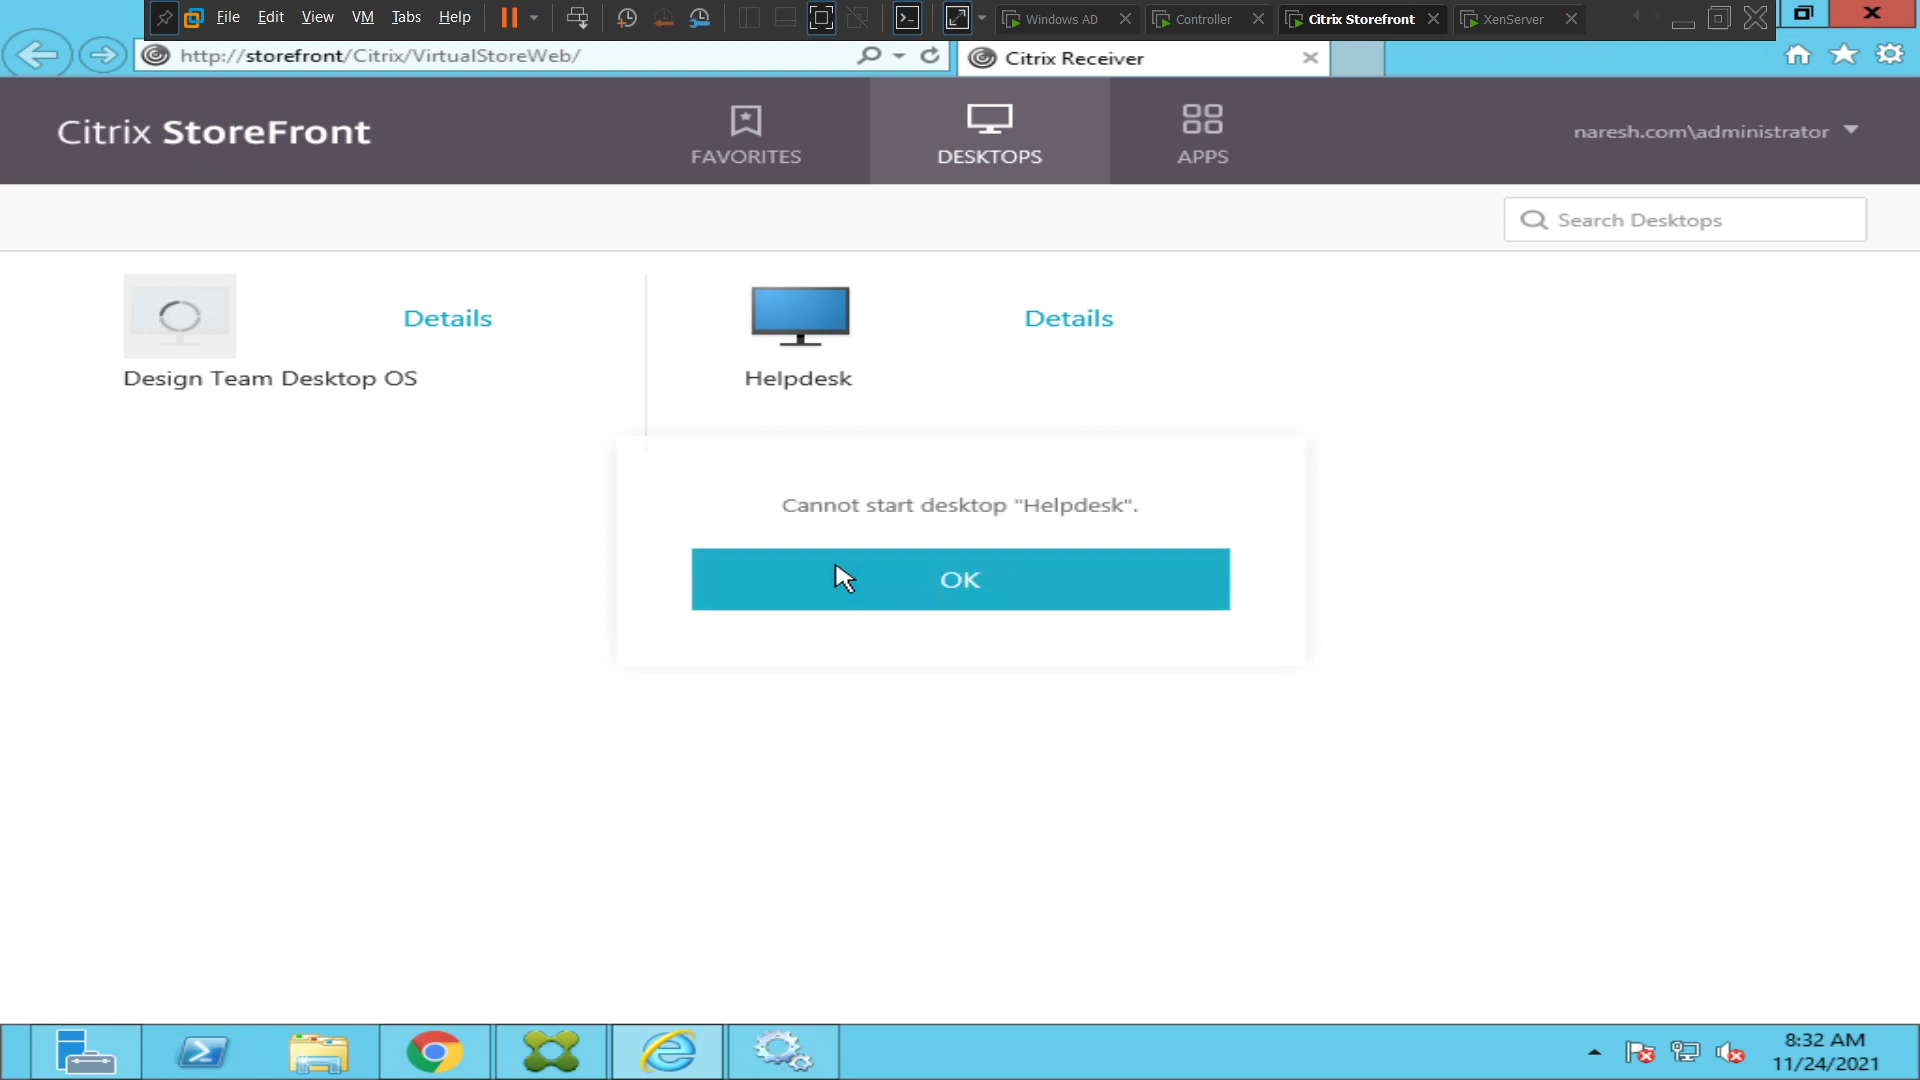 File Edit View VM Tabs Help
Windows AD
Controller
Citrix Storefront
XenServer
http://storefront/Citrix/VirtualStoreWeb/
Citrix Receiver
Citrix StoreFront
FAVORITES
DESKTOPS
APPS
naresh.com\administrator
Search Desktops
Details
Details
Design Team Desktop OS
Helpdesk
Cannot start desktop "Helpdesk".
OK
8:32 AM
11/24/2021